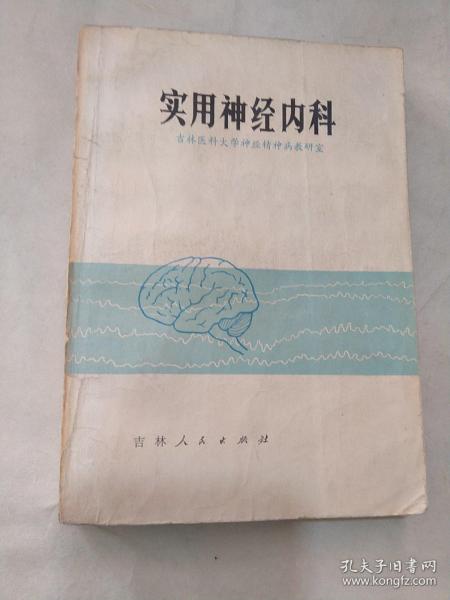 实用神经内科
吉林医科大学神经精神病教研室
吉林人民出版社
孔夫子旧书网
www.kongfz.com